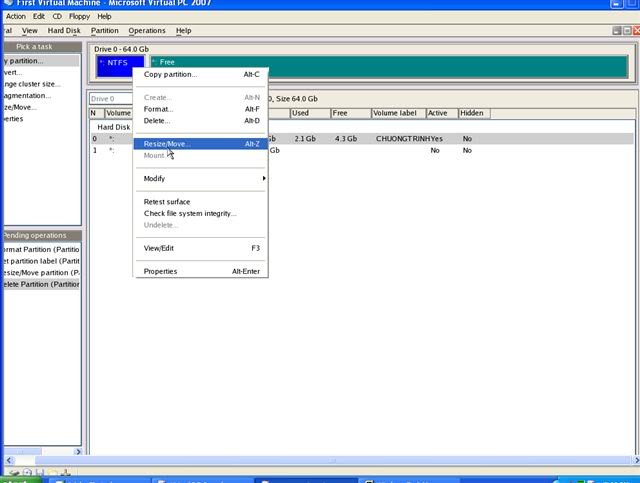 First Virtual Machine - Microsoft Virtual PC 2007
Action Edit CD Floppy Help
View Hard Disk Partition Operations Help
Pick a task
Drive 0 - 64.0 Gb
*: NTFS
*: Free
y partition...
vert...
nge cluster size...
agmentation...
ze/Move...
erties
Copy partition... Alt-C
Create... Alt-N
Format... Alt-F
Delete... Alt-D
Resize/Move... Alt-Z
Mount
Modify
Retest surface
Check file system integrity...
Undelete...
View/Edit F3
Properties Alt-Enter
Drive 0
0, Size 64.0 Gb
N Volume Used Free Volume label Active Hidden
Hard Disk
0 *: Gb 2.1 Gb 4.3 Gb CHUONGTRINH Yes No
1 *: Gb No No
Pending operations
ormat Partition (Partit
et partition label (Partit
esize/Move partition (P
elete Partition (Partitior
start